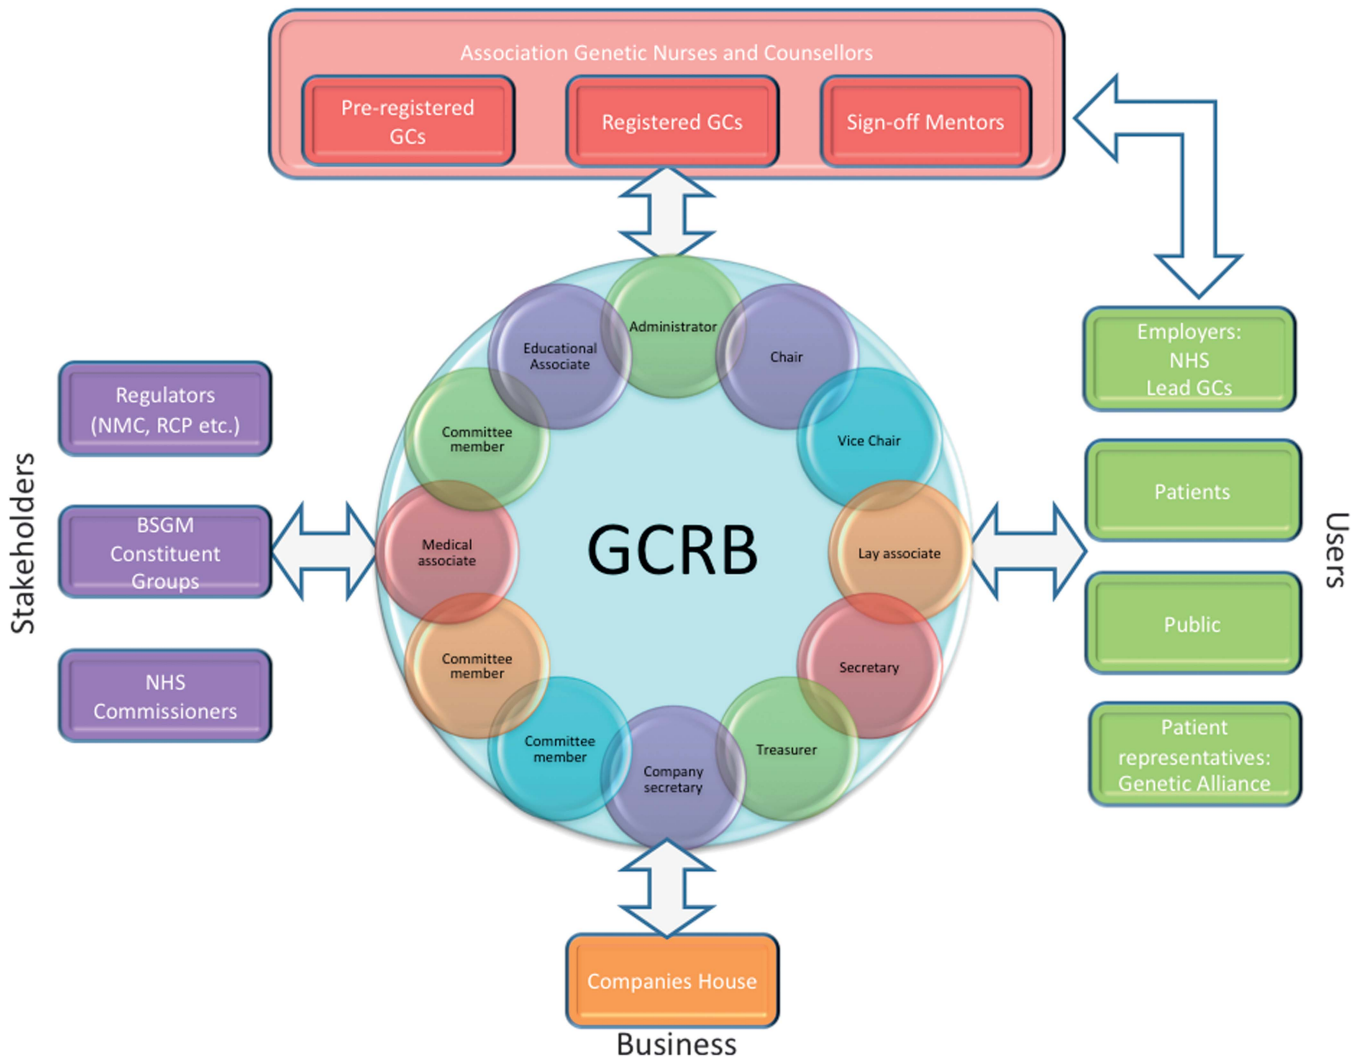 Association Genetic Nurses and Counsellors
Pre-registered
GCs
Registered GCs
Sign-off Mentors
Stakeholders
Regulators
(NMC, RCP etc.)
BSGM
Constituent
Groups
NHS
Commissioners
GCRB
Administrator
Chair
Vice Chair
Lay associate
Secretary
Treasurer
Company
secretary
Committee
member
Committee
member
Medical
associate
Committee
member
Educational
Associate
Employers:
NHS
Lead GCs
Patients
Public
Patient
representatives:
Genetic Alliance
Users
Companies House
Business